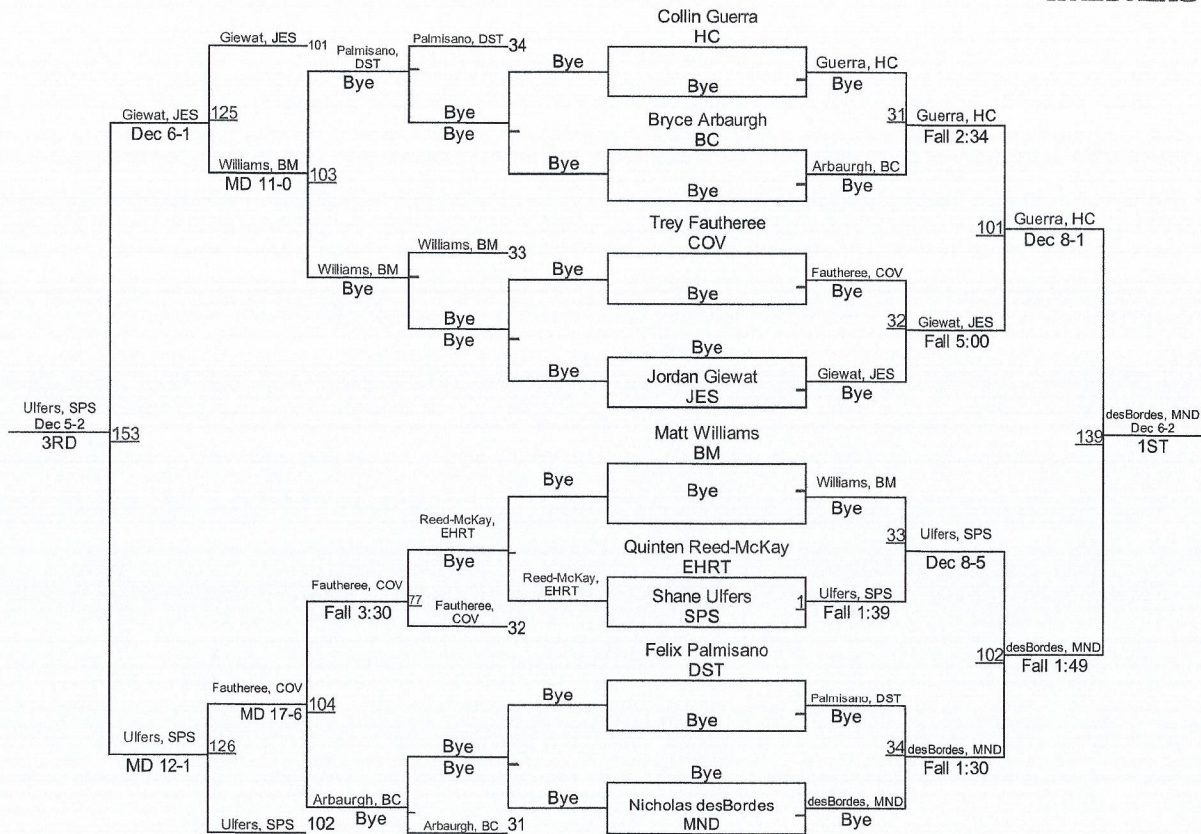 Collin Guerra
HC
Giewat, JES
101
Palmisano,
DST
Bye
Palmisano, DST
34
Bye
Bye
Guerra, HC
Bye
Giewat, JES
Dec 6-1
125
Bye
Bye
Bryce Arbaurgh
BC
31
Guerra, HC
Fall 2:34
Williams, BM
MD 11-0
103
Bye
Bye
Arbaurgh, BC
Bye
Trey Fautheree
COV
101
Guerra, HC
Dec 8-1
Williams, BM
33
Williams, BM
Bye
Bye
Bye
Fautheree, COV
Bye
Bye
Bye
32
Giewat, JES
Fall 5:00
Bye
Bye
Jordan Giewat
JES
Giewat, JES
Bye
Ulfers, SPS
Dec 5-2
3RD
153
Matt Williams
BM
139
desBordes, MND
Dec 6-2
1ST
Bye
Bye
Williams, BM
Reed-McKay,
EHRT
Bye
33
Ulfers, SPS
Dec 8-5
Quinten Reed-McKay
EHRT
Fautheree, COV
Fall 3:30
77
Reed-McKay,
EHRT
Shane Ulfers
SPS
1
Ulfers, SPS
Fall 1:39
Fautheree,
COV
32
Felix Palmisano
DST
102
desBordes, MND
Fall 1:49
Fautheree, COV
MD 17-6
104
Bye
Bye
Palmisano, DST
Bye
Ulfers, SPS
MD 12-1
126
Bye
Bye
34
desBordes, MND
Fall 1:30
Bye
Arbaurgh, BC
Bye
Bye
Nicholas desBordes
MND
desBordes, MND
Bye
Ulfers, SPS
102
Arbaurgh, BC
31